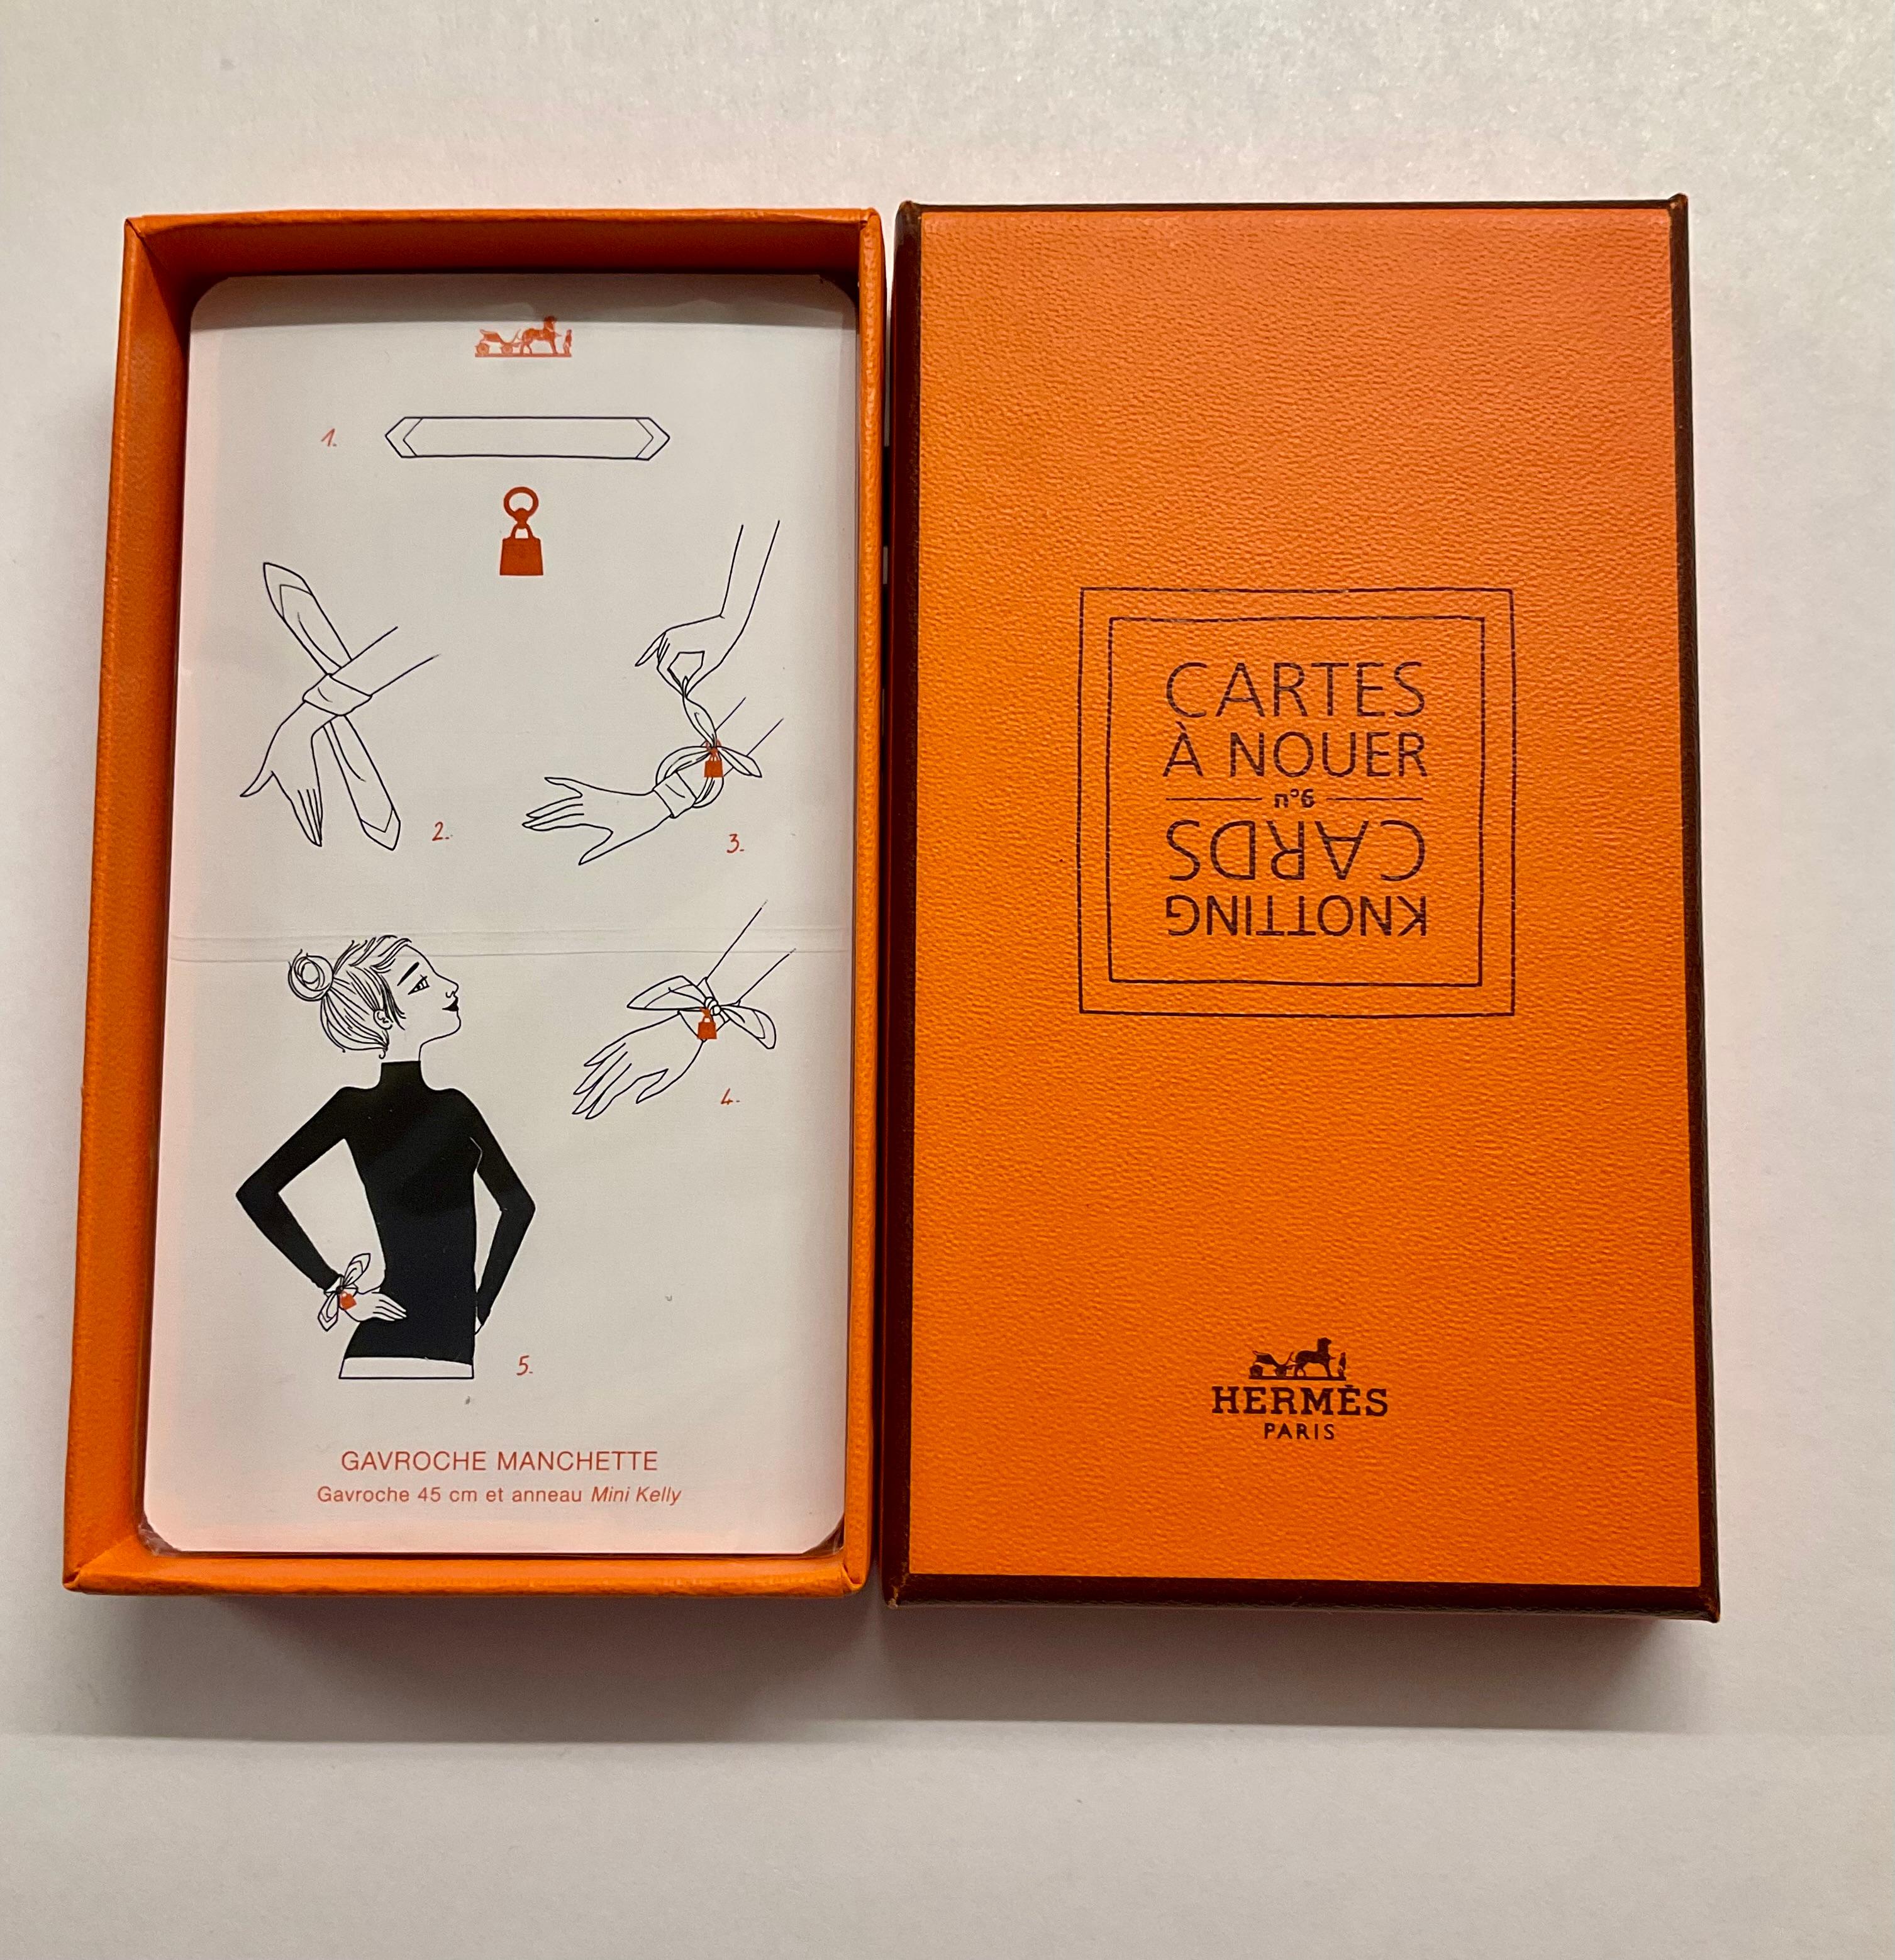 1.
2.
3.
4.
5.
GAVROCHE MANCHETTE
Gavroche 45 cm et anneau Mini Kelly
CARTES
À NOUER
n°6
KNOTTING
CARDS
HERMÈS
PARIS